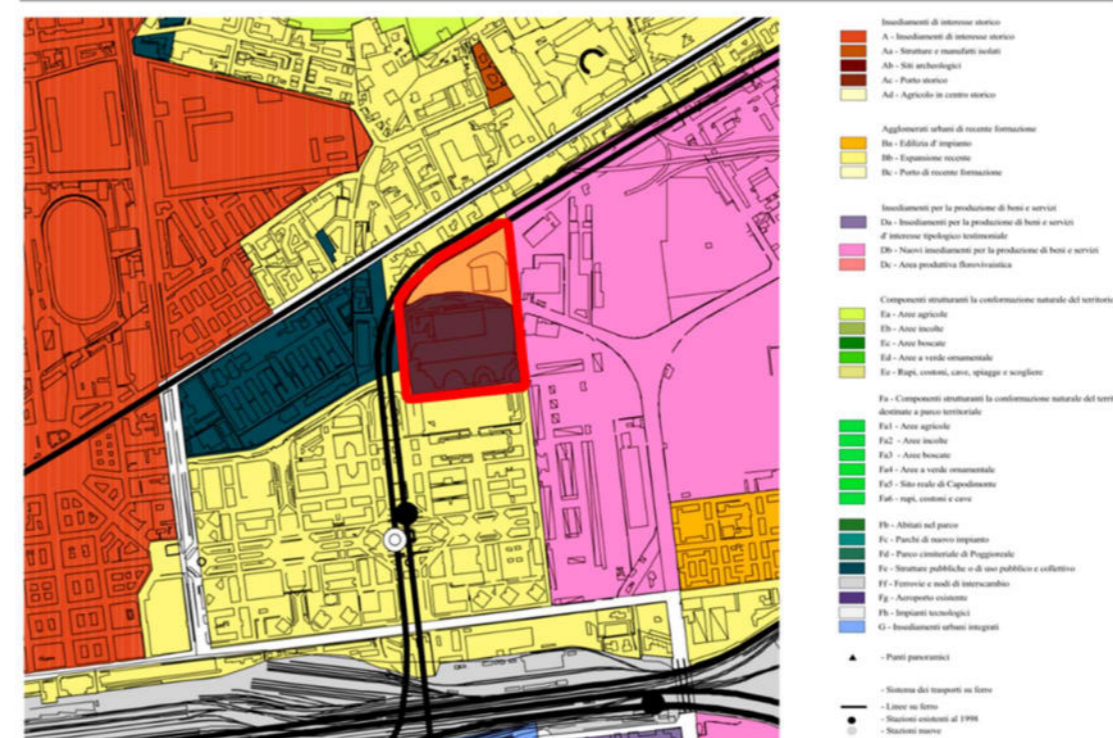 Insediamenti di interesse storico
A - Insediamenti di interesse storico
Aa - Strutture e manufatti isolati
Ab - Siti archeologici
Ac - Porto storico
Ad - Agricolo in centro storico
Agglomerati urbani di recente formazione
Ba - Edilizia d' impianto
Bb - Espansione recente
Bc - Porto di recente formazione
Insediamenti per la produzione di beni e servizi
Da - Insediamenti per la produzione di beni e servizi
d' interesse tipologico testimoniale
Db - Nuovi insediamenti per la produzione di beni e servizi
Dc - Area produttiva florovivaistica
Componenti strutturanti la conformazione naturale del territorio
Ea - Aree agricole
Eb - Aree incolte
Ec - Aree boscate
Ed - Aree a verde ornamentale
Ee - Rupi, costoni, cave, spiagge e scogliere
Fa - Componenti strutturanti la conformazione naturale del terri
destinate a parco territoriale
Fa1 - Aree agricole
Fa2 - Aree incolte
Fa3 - Aree boscate
Fa4 - Aree a verde ornamentale
Fa5 - Sito reale di Capodimonte
Fa6 - rupi, costoni e cave
Fb - Abitati nel parco
Fc - Parchi di nuovo impianto
Fd - Parco cimiteriale di Poggioreale
Fe - Strutture pubbliche o di uso pubblico e collettivo
Ff - Ferrovie e nodi di interscambio
Fg - Aeroporto esistente
Fh - Impianti tecnologici
G - Insediamenti urbani integrati
- Punti panoramici
- Sistema dei trasporti su ferro
- Linee su ferro
- Stazioni esistenti al 1998
- Stazioni nuove